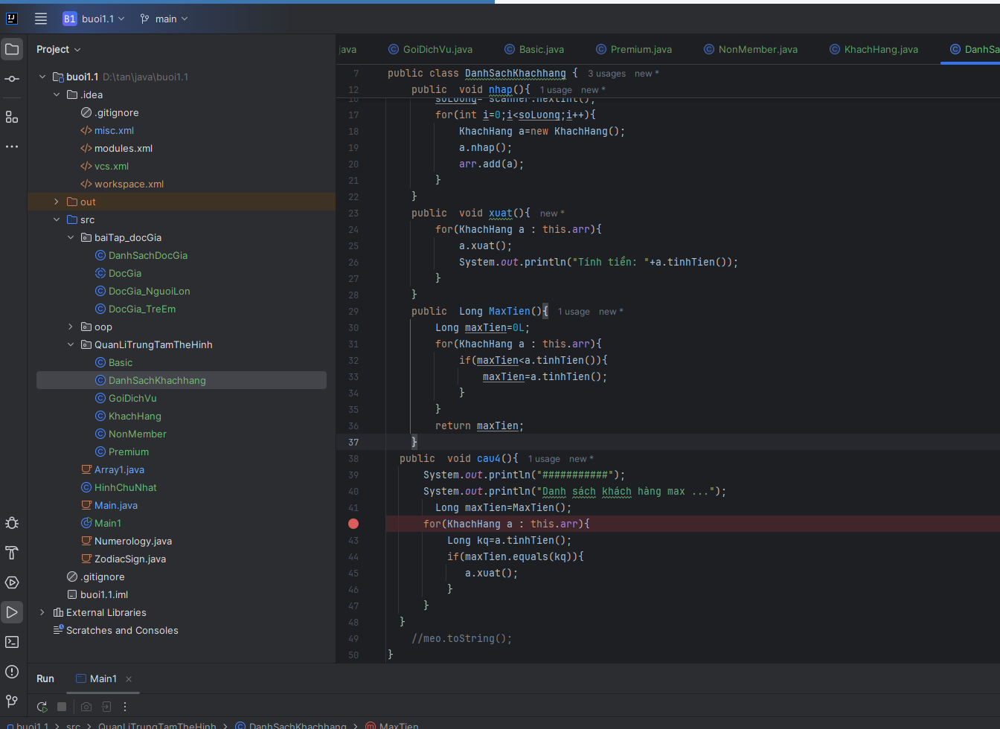 B1 buoi1.1 main
Project
buoi1.1 D:\tan\java\buoi1.1
.idea
.gitignore
misc.xml
modules.xml
vcs.xml
workspace.xml
out
src
baiTap_docGia
DanhSachDocGia
DocGia
DocGia_NguoiLon
DocGia_TreEm
oop
QuanLiTrungTamTheHinh
Basic
DanhSachKhachhang
GoiDichVu
KhachHang
NonMember
Premium
Array1.java
HinhChuNhat
Main.java
Main1
Numerology.java
ZodiacSign.java
.gitignore
buoi1.1.iml
External Libraries
Scratches and Consoles
java GoiDichVu.java Basic.java Premium.java NonMember.java KhachHang.java DanhSa
7 public class DanhSachKhachhang { 3 usages new *
12 public  void nhap(){ 1 usage new *
16 soLuong= scanner.nextInt();
17 for(int i=0;i<soLuong;i++){
18 KhachHang a=new KhachHang();
19 a.nhap();
20 arr.add(a);
21 }
22 }
23 public  void xuat(){ new *
24 for(KhachHang a : this.arr){
25 a.xuat();
26 System.out.println("Tính tiền: "+a.tinhTien());
27 }
28 }
29 public  Long MaxTien(){ 1 usage new *
30 Long maxTien=0L;
31 for(KhachHang a : this.arr){
32 if(maxTien<a.tinhTien()){
33 maxTien=a.tinhTien();
34 }
35 }
36 return maxTien;
37 }
38 public  void cau4(){ 1 usage new *
39 System.out.println("###########");
40 System.out.println("Danh sách khách hàng max ...");
41 Long maxTien=MaxTien();
for(KhachHang a : this.arr){
43 Long kq=a.tinhTien();
44 if(maxTien.equals(kq)){
45 a.xuat();
46 }
47 }
48 }
49 //meo.toString();
50 }
Run Main1
buoi1.1 > src > QuanLiTrungTamTheHinh > DanhSachKhachhang > MaxTien